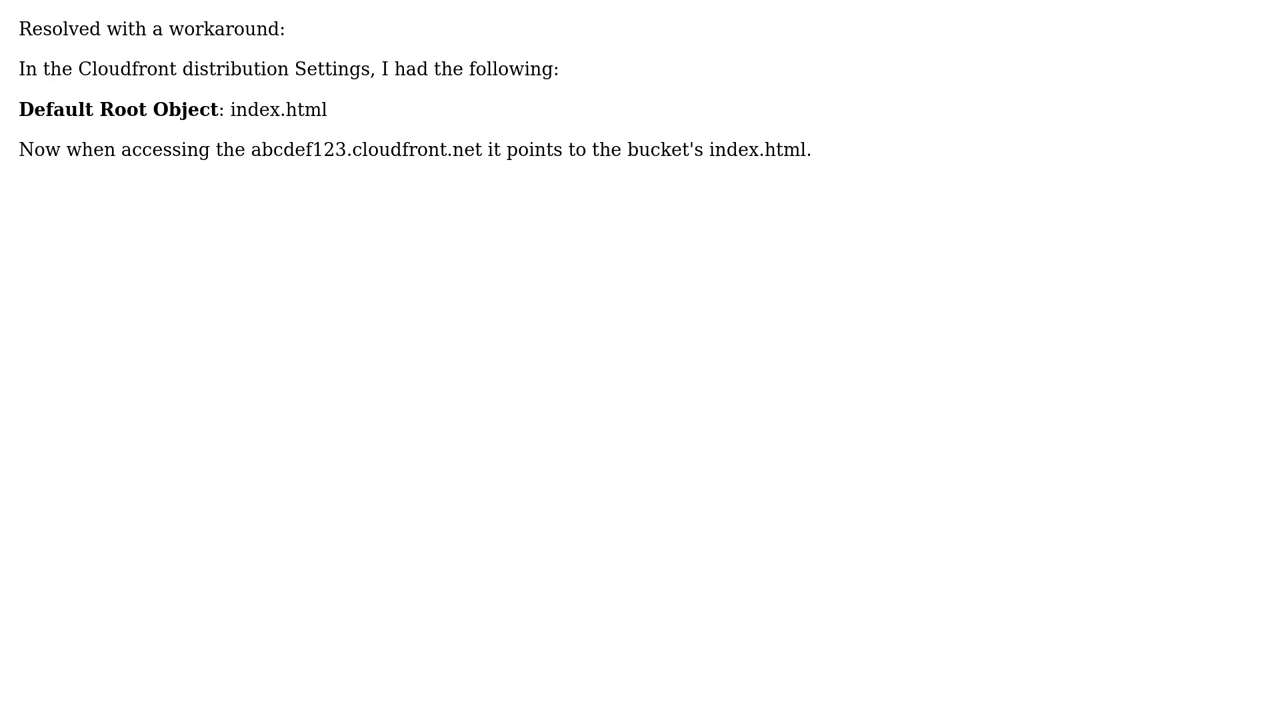 Resolved with a workaround:
In the Cloudfront distribution Settings, I had the following:
Default Root Object: index.html
Now when accessing the abcdef123.cloudfront.net it points to the bucket's index.html.